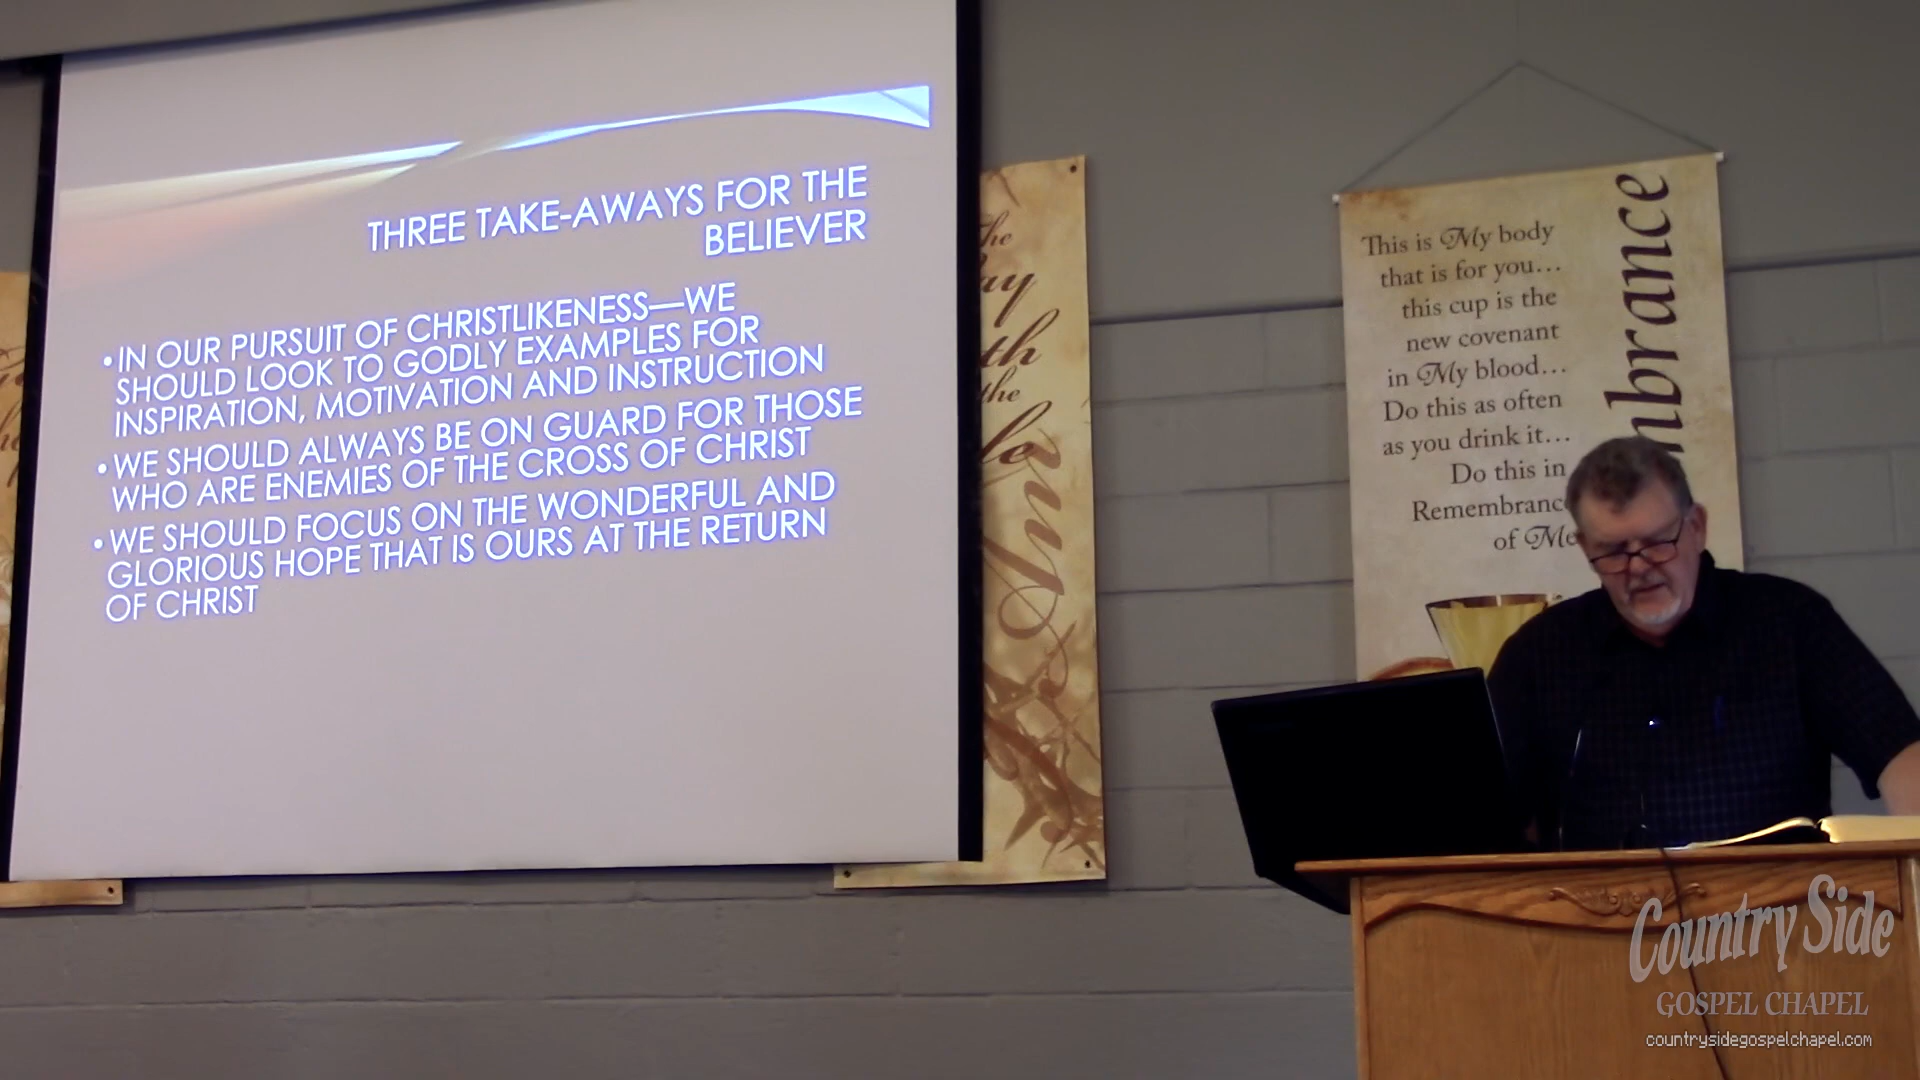 THREE TAKE-AWAYS FOR THE
BELIEVER
•IN OUR PURSUIT OF CHRISTLIKENESS—WE
SHOULD LOOK TO GODLY EXAMPLES FOR
INSPIRATION, MOTIVATION AND INSTRUCTION
•WE SHOULD ALWAYS BE ON GUARD FOR THOSE
WHO ARE ENEMIES OF THE CROSS OF CHRIST
•WE SHOULD FOCUS ON THE WONDERFUL AND
GLORIOUS HOPE THAT IS OURS AT THE RETURN
OF CHRIST
the
This is My body
that is for you...
this cup is the
new covenant
in My blood...
Do this as often
as you drink it...
Do this in
Remembranc
of Me
mbrance
Country Side
GOSPEL CHAPEL
countrysidegospelchapel.com